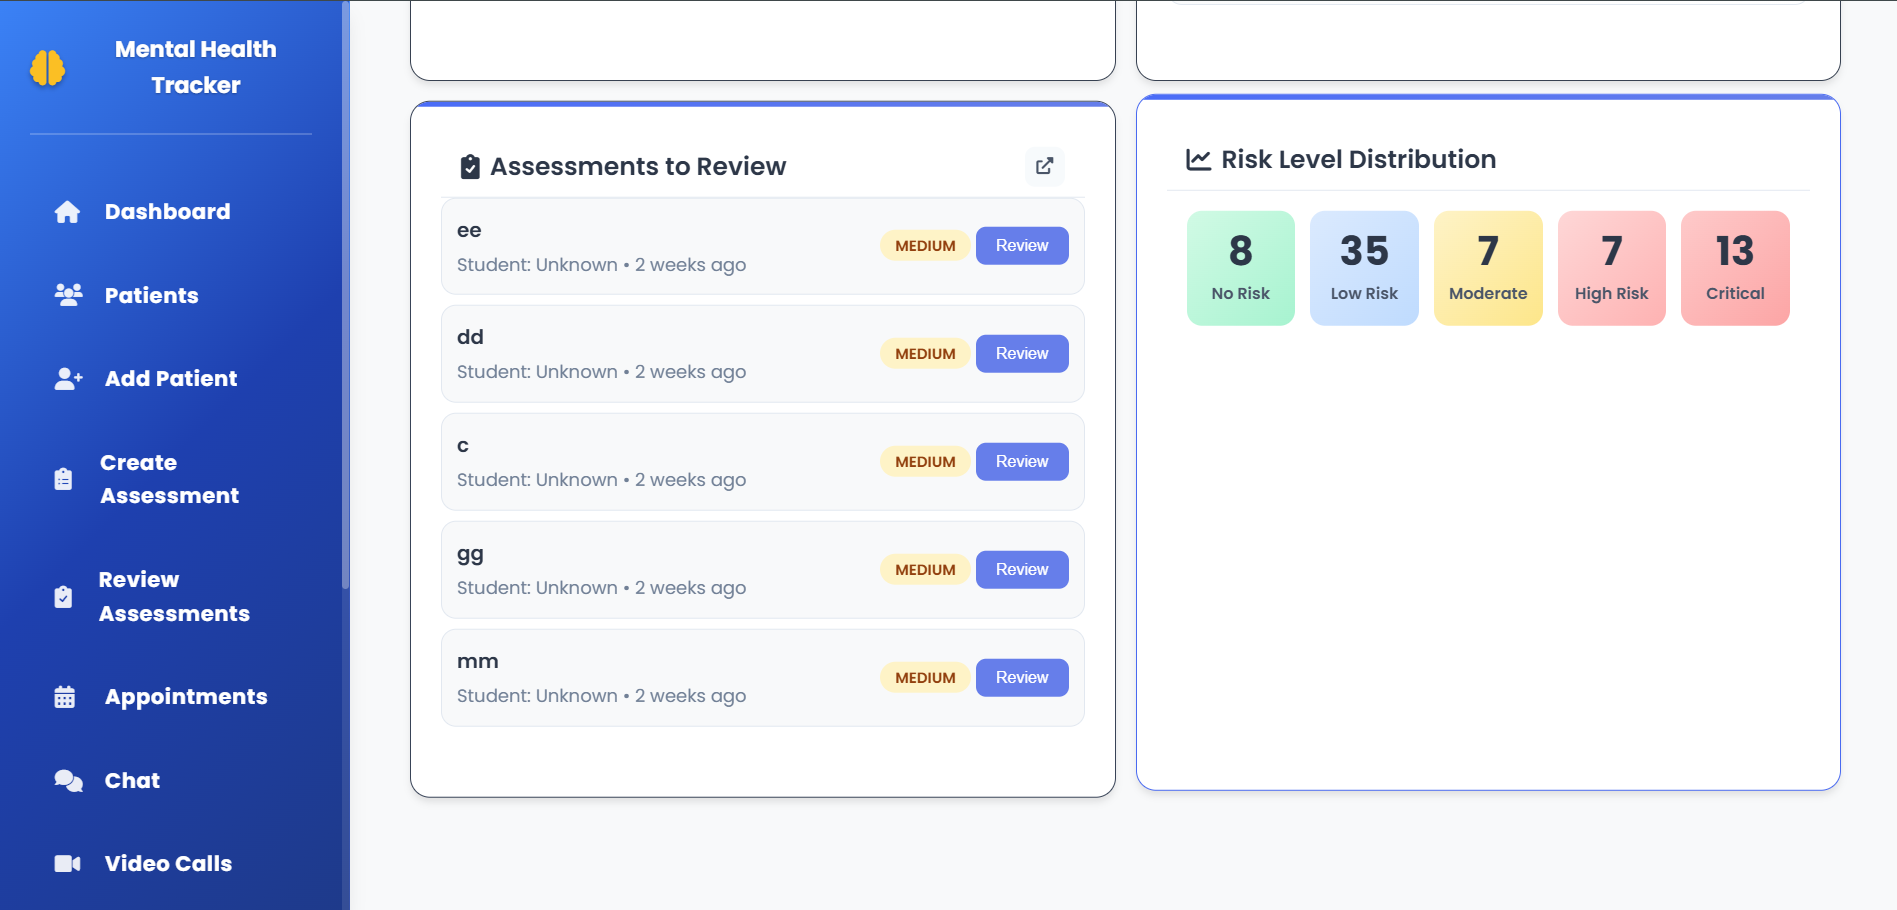 Mental Health
Tracker
Dashboard
Patients
Add Patient
Create
Assessment
Review
Assessments
Appointments
Chat
Video Calls
Assessments to Review
ee
Student: Unknown • 2 weeks ago
MEDIUM
Review
dd
Student: Unknown • 2 weeks ago
MEDIUM
Review
c
Student: Unknown • 2 weeks ago
MEDIUM
Review
gg
Student: Unknown • 2 weeks ago
MEDIUM
Review
mm
Student: Unknown • 2 weeks ago
MEDIUM
Review
Risk Level Distribution
8
No Risk
35
Low Risk
7
Moderate
7
High Risk
13
Critical